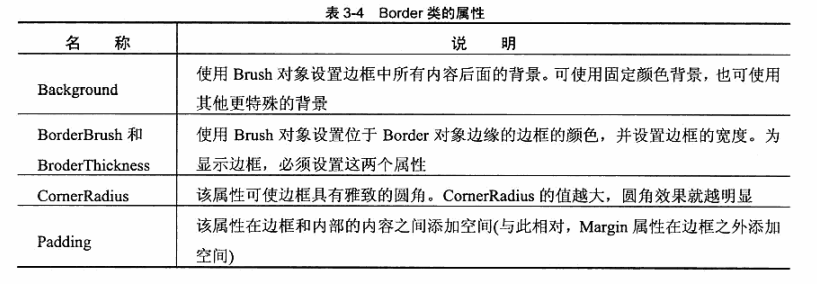 表 3-4 Border 类的属性
名 称 说 明
Background
使用 Brush 对象设置边框中所有内容后面的背景。可使用固定颜色背景，也可使用
其他更特殊的背景
BorderBrush 和
BroderThickness
使用 Brush 对象设置位于 Border 对象边缘的边框的颜色，并设置边框的宽度。为
显示边框，必须设置这两个属性
CornerRadius
该属性可使边框具有雅致的圆角。CornerRadius 的值越大，圆角效果就越明显
Padding
该属性在边框和内部的内容之间添加空间(与此相对，Margin 属性在边框之外添加
空间)